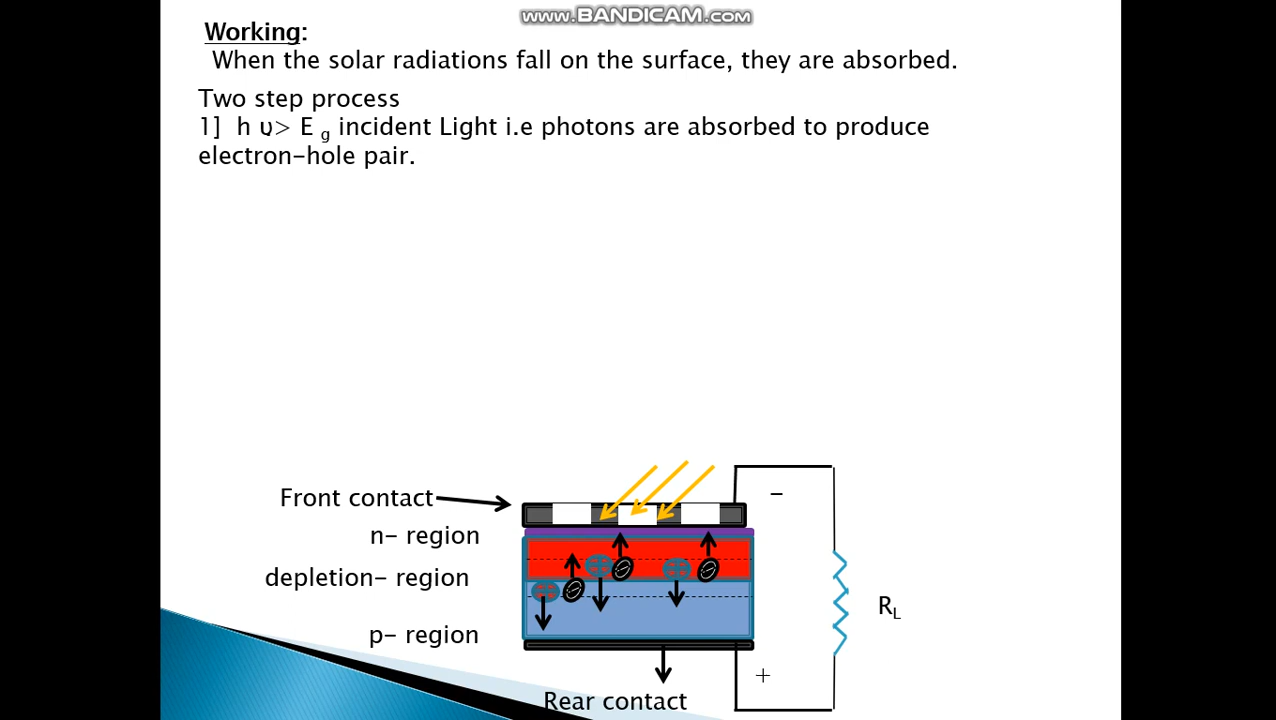 www.BANDICAM.com
Working:
When the solar radiations fall on the surface, they are absorbed.
Two step process
1] h υ> E g incident Light i.e photons are absorbed to produce
electron-hole pair.
Front contact
n- region
depletion- region
p- region
Rear contact
−
+
RL